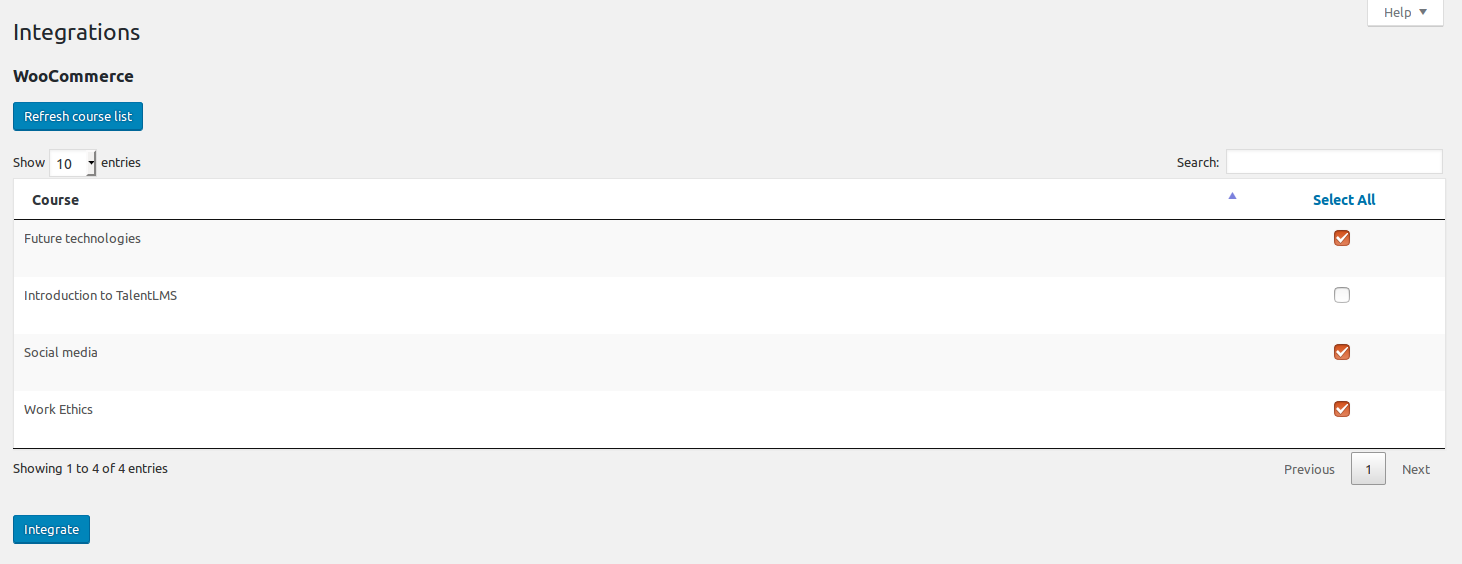 Help
Integrations
WooCommerce
Refresh course list
Show 10 entries Search:
Course Select All
Future technologies
Introduction to TalentLMS
Social media
Work Ethics
Showing 1 to 4 of 4 entries Previous 1 Next
Integrate